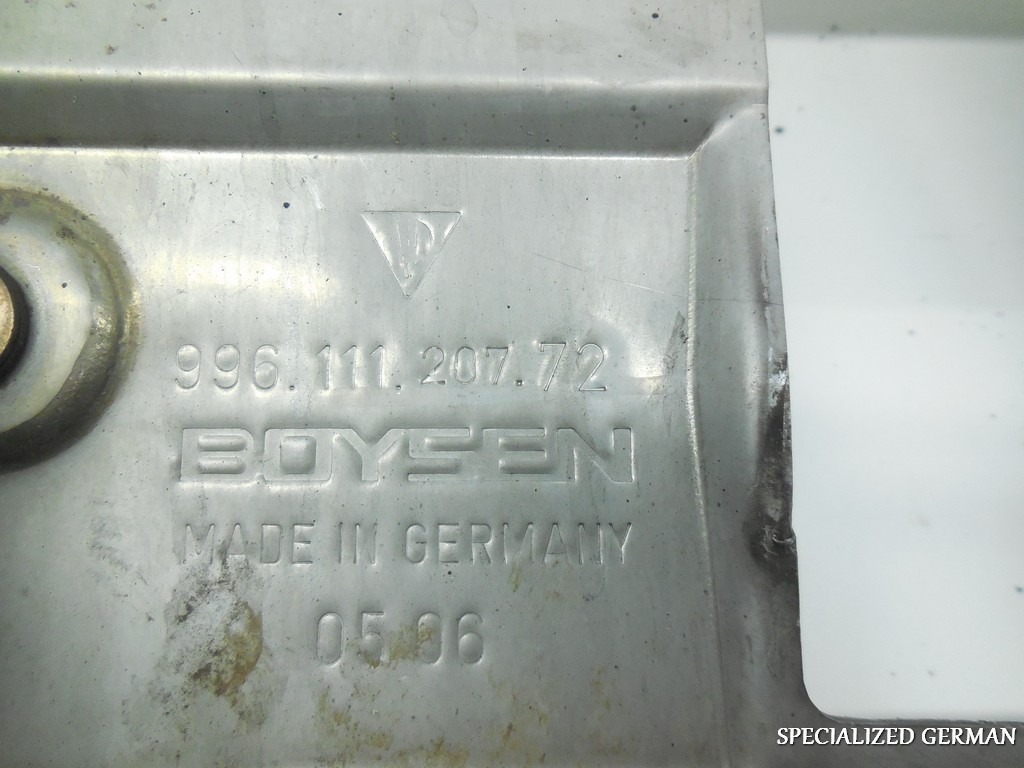 996.111.207.72
BOYSEN
MADE IN GERMANY
05 06
SPECIALIZED GERMAN